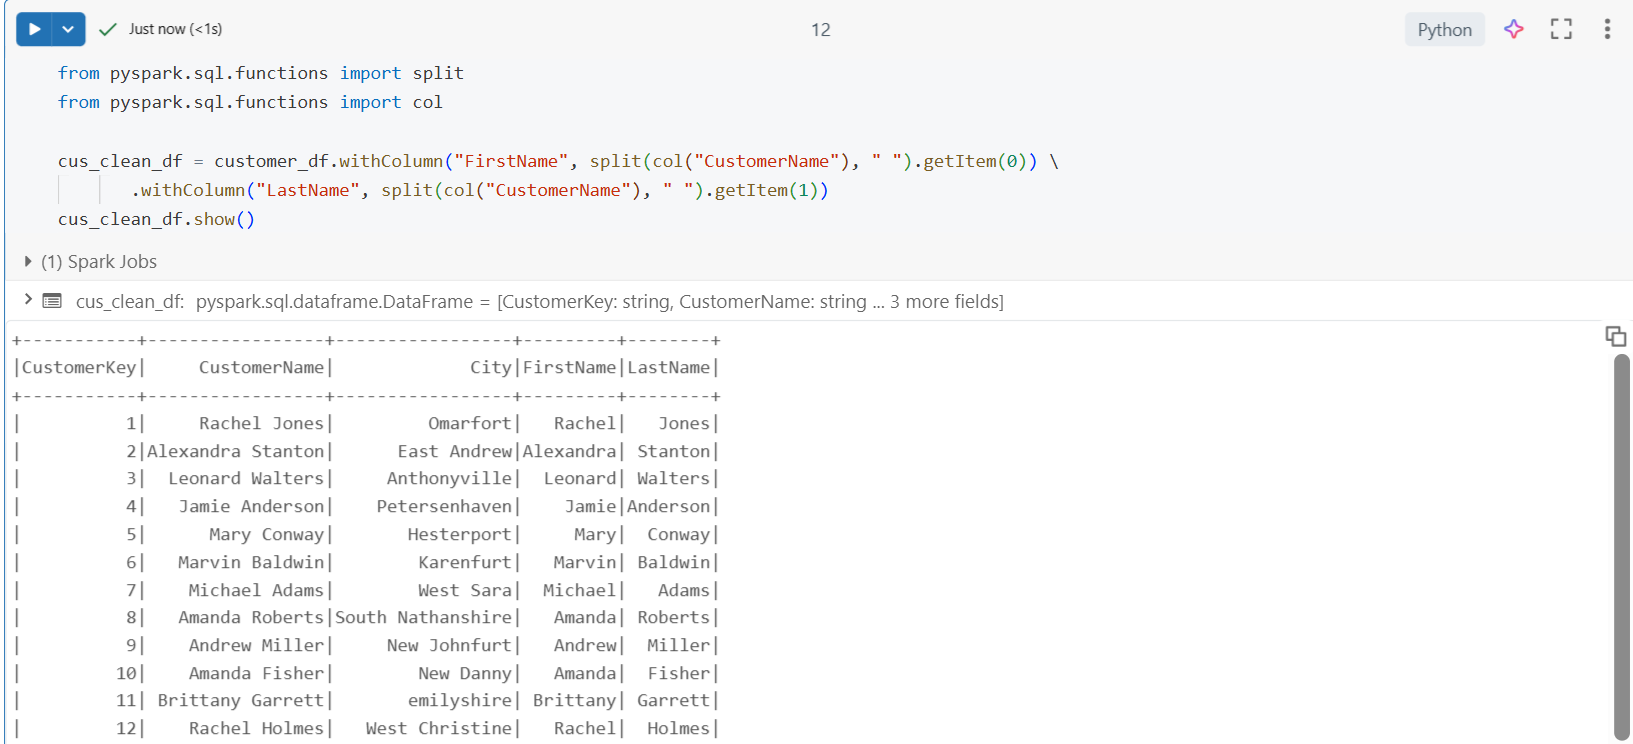 Just now (<1s)
12
Python
from pyspark.sql.functions import split
from pyspark.sql.functions import col
cus_clean_df = customer_df.withColumn("FirstName", split(col("CustomerName"), " ").getItem(0)) \
.withColumn("LastName", split(col("CustomerName"), " ").getItem(1))
cus_clean_df.show()
(1) Spark Jobs
cus_clean_df: pyspark.sql.dataframe.DataFrame = [CustomerKey: string, CustomerName: string ... 3 more fields]
+-----------+-----------------+-----------------+---------+--------+
|CustomerKey|     CustomerName|             City|FirstName|LastName|
+-----------+-----------------+-----------------+---------+--------+
|          1|     Rachel Jones|         Omarfort|   Rachel|   Jones|
|          2|Alexandra Stanton|      East Andrew|Alexandra| Stanton|
|          3|  Leonard Walters|     Anthonyville|  Leonard| Walters|
|          4|   Jamie Anderson|    Petersenhaven|    Jamie|Anderson|
|          5|      Mary Conway|       Hesterport|     Mary|  Conway|
|          6|   Marvin Baldwin|        Karenfurt|   Marvin| Baldwin|
|          7|    Michael Adams|        West Sara|  Michael|   Adams|
|          8|   Amanda Roberts|South Nathanshire|   Amanda| Roberts|
|          9|    Andrew Miller|     New Johnfurt|   Andrew|  Miller|
|         10|    Amanda Fisher|        New Danny|   Amanda|  Fisher|
|         11| Brittany Garrett|       emilyshire| Brittany| Garrett|
|         12|    Rachel Holmes|   West Christine|   Rachel|  Holmes|